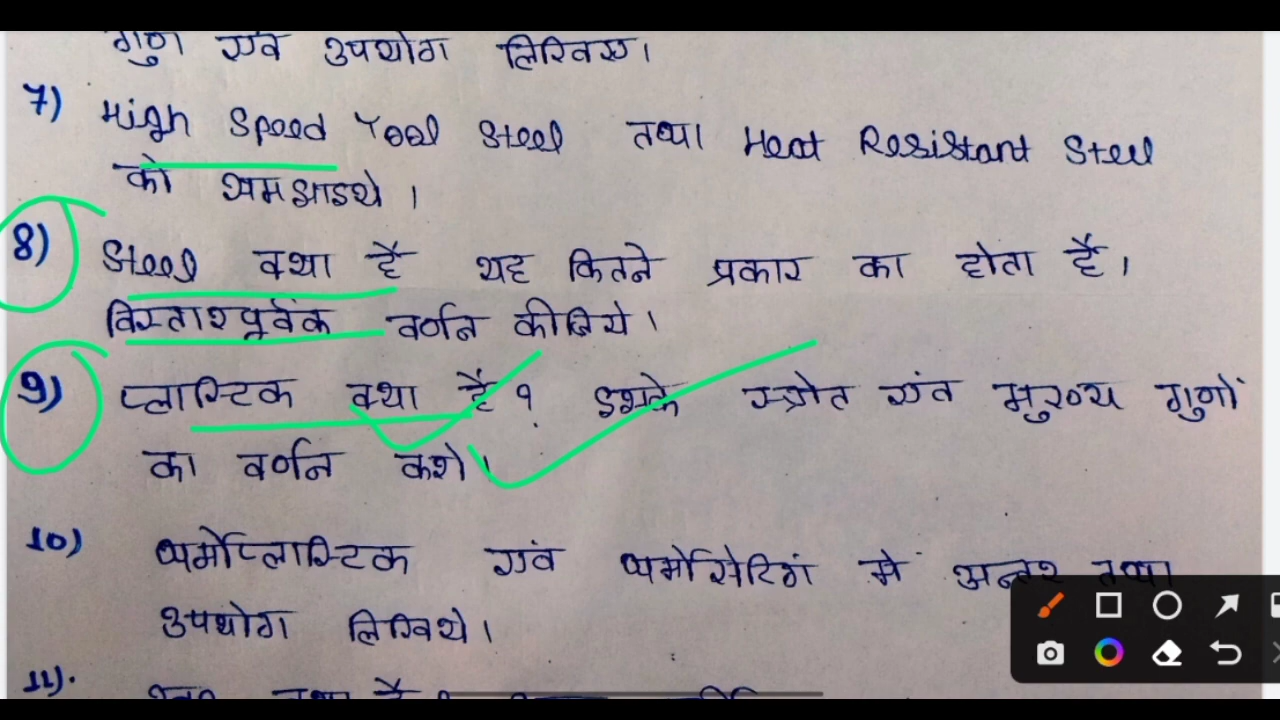 गुण एवं उपयोग लिखिए।
7) High Speed Tool Steel तथा Heat Resistant Steel
को समझाइये।
8) Steel क्या है यह कितने प्रकार का होता है।
विस्तारपूर्वक वर्णन कीजिये।
9) प्लास्टिक क्या है? इसके स्त्रोत एंव मुख्य गुणों
का वर्णन करो।
10) थर्मोप्लास्टिक एवं थर्मोसेटिंग में अन्तर तथा
उपयोग लिखिये।
11).